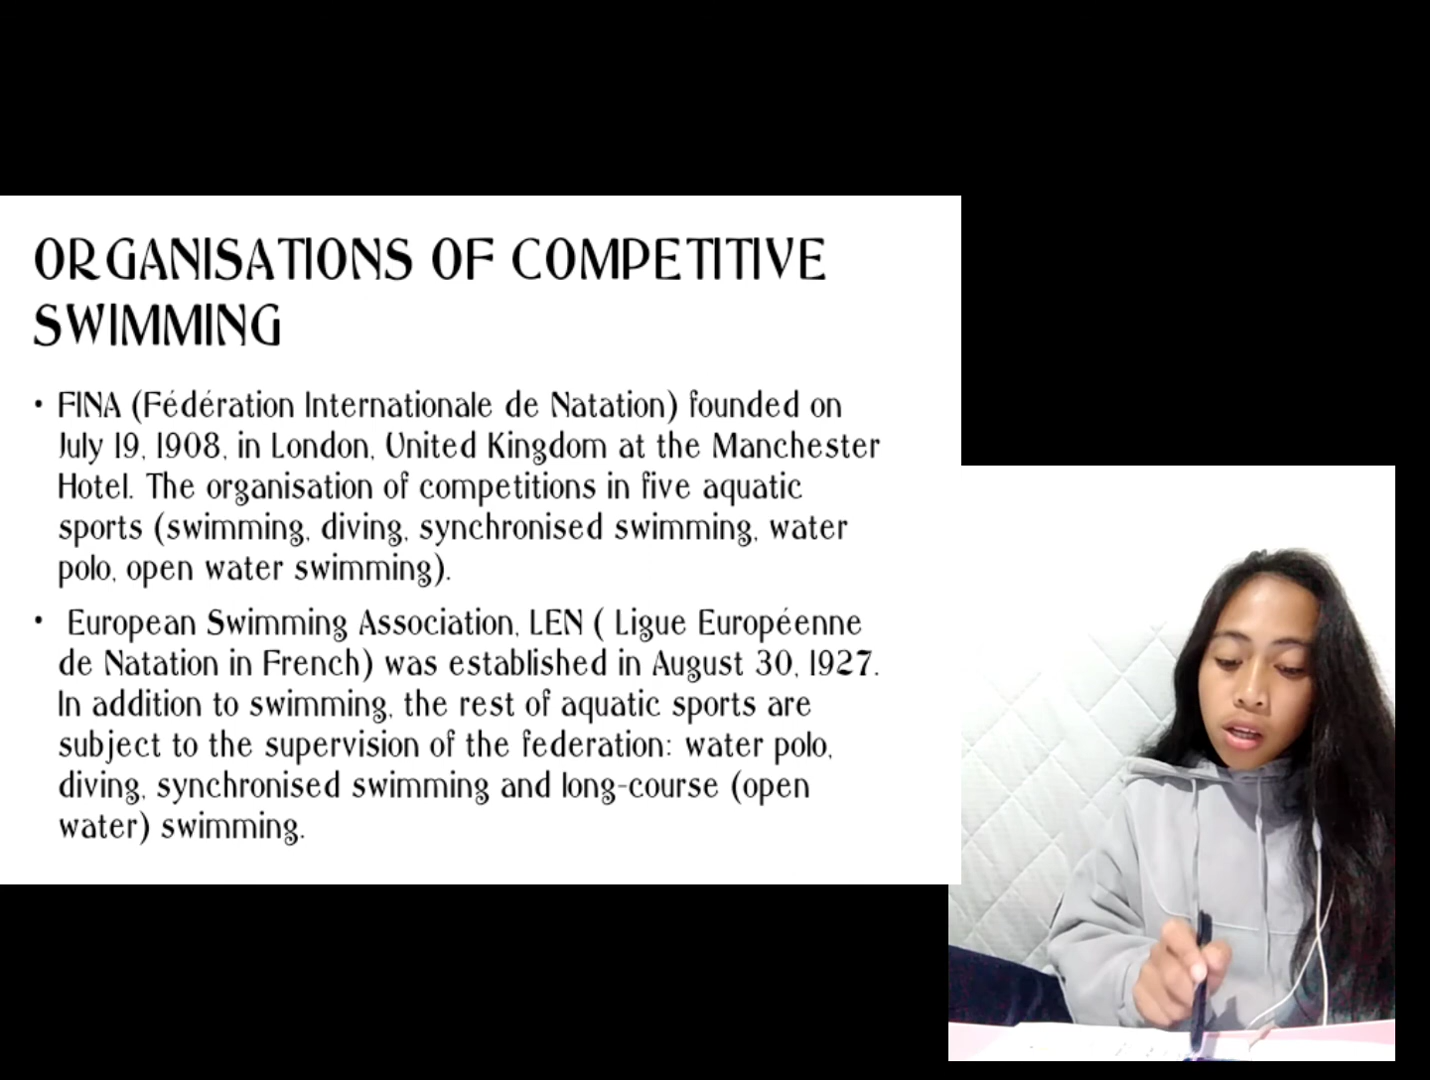 ORGANISATIONS OF COMPETITIVE
SWIMMING
• FINA (Fédération Internationale de Natation) founded on
July 19, 1908, in London, United Kingdom at the Manchester
Hotel. The organisation of competitions in five aquatic
sports (swimming, diving, synchronised swimming, water
polo, open water swimming).
• European Swimming Association, LEN ( Ligue Européenne
de Natation in French) was established in August 30, 1927.
In addition to swimming, the rest of aquatic sports are
subject to the supervision of the federation: water polo,
diving, synchronised swimming and long-course (open
water) swimming.